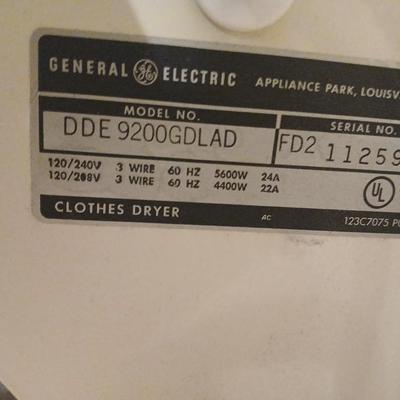 GENERAL GE ELECTRIC APPLIANCE PARK, LOUISV
MODEL NO. SERIAL NO.
DDE 9200GDLAD FD2 11259
120/240V 3 WIRE 60 HZ 5600W 24A
120/208V 3 WIRE 60 HZ 4400W 22A
UL
CLOTHES DRYER AC 123C7075 P